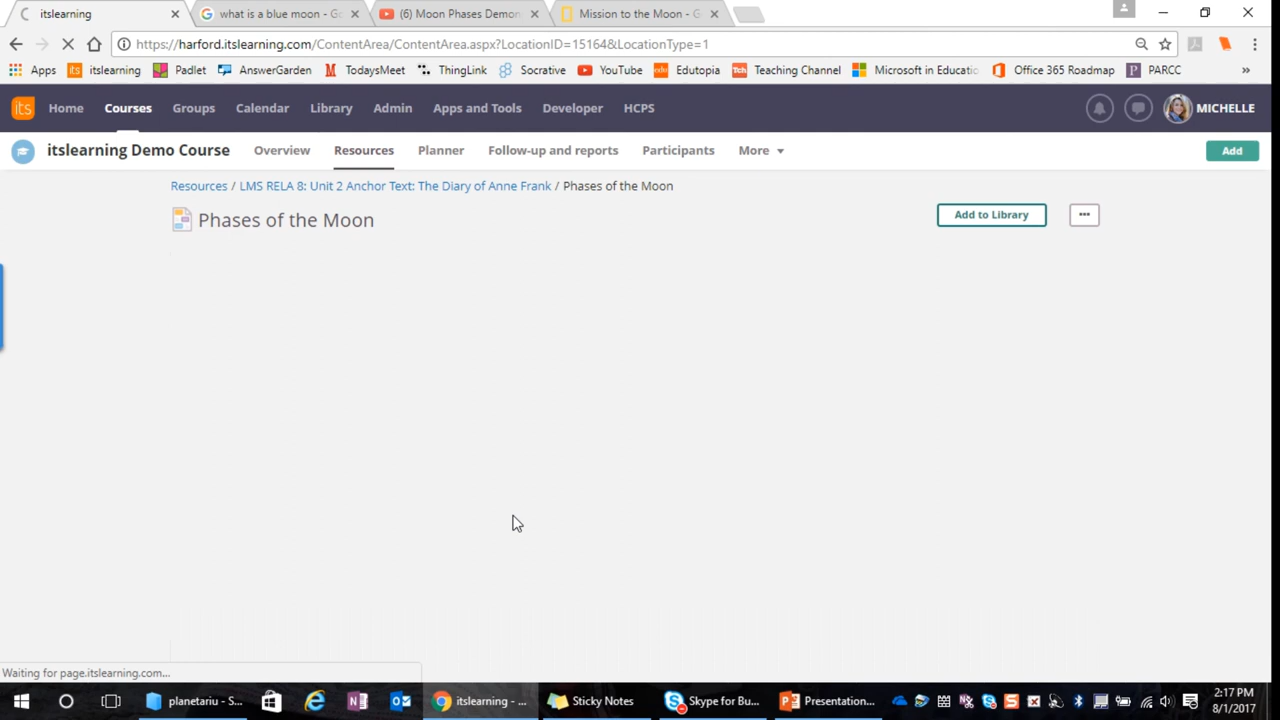 itslearning
what is a blue moon - Go
(6) Moon Phases Demon
Mission to the Moon - G
https://harford.itslearning.com/ContentArea/ContentArea.aspx?LocationID=15164&LocationType=1
Apps itslearning Padlet AnswerGarden TodaysMeet ThingLink Socrative YouTube Edutopia Teaching Channel Microsoft in Educatic Office 365 Roadmap PARCC »
its Home Courses Groups Calendar Library Admin Apps and Tools Developer HCPS MICHELLE
itslearning Demo Course Overview Resources Planner Follow-up and reports Participants More Add
Resources / LMS RELA 8: Unit 2 Anchor Text: The Diary of Anne Frank / Phases of the Moon
Phases of the Moon Add to Library
Waiting for page.itslearning.com...
planetariu - S... itslearning - ... Sticky Notes Skype for Bu... Presentation... 2:17 PM
8/1/2017